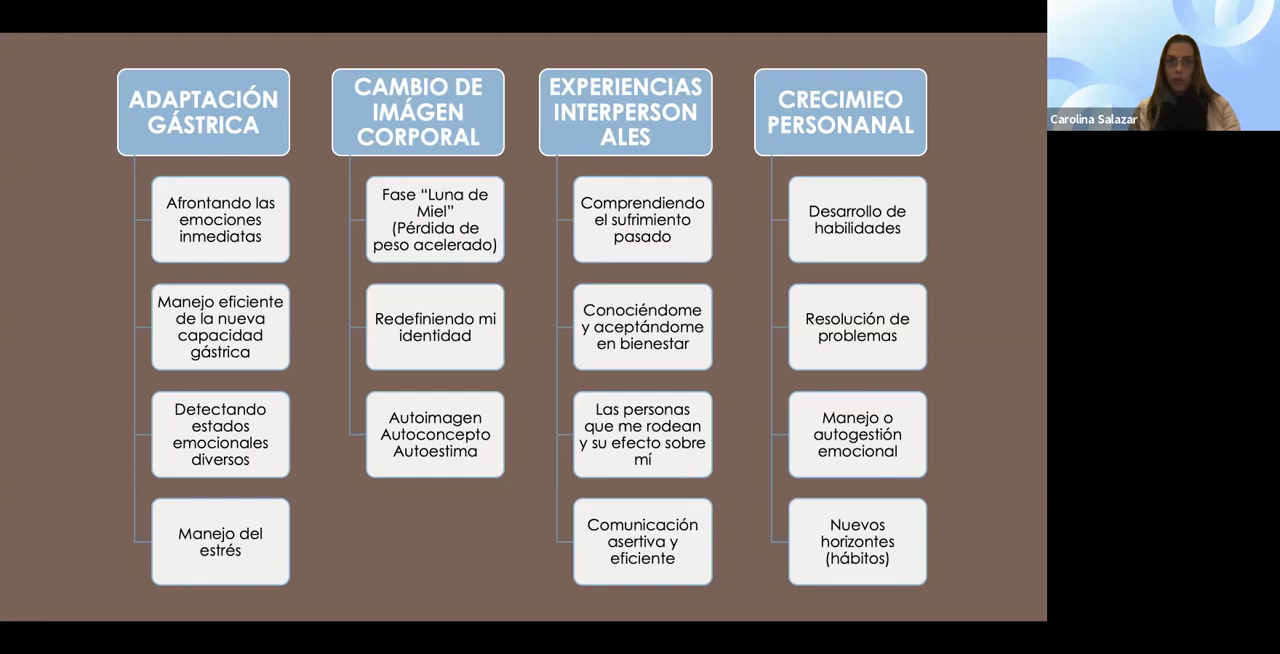 ADAPTACIÓN
GÁSTRICA
Afrontando las
emociones
inmediatas
Manejo eficiente
de la nueva
capacidad
gástrica
Detectando
estados
emocionales
diversos
Manejo del
estrés
CAMBIO DE
IMÁGEN
CORPORAL
Fase “Luna de
Miel”
(Pérdida de
peso acelerado)
Redefiniendo mi
identidad
Autoimagen
Autoconcepto
Autoestima
EXPERIENCIAS
INTERPERSON
ALES
Comprendiendo
el sufrimiento
pasado
Conociéndome
y aceptándome
en bienestar
Las personas
que me rodean
y su efecto sobre
mí
Comunicación
asertiva y
eficiente
CRECIMIEO
PERSONANAL
Desarrollo de
habilidades
Resolución de
problemas
Manejo o
autogestión
emocional
Nuevos
horizontes
(hábitos)
Carolina Salazar